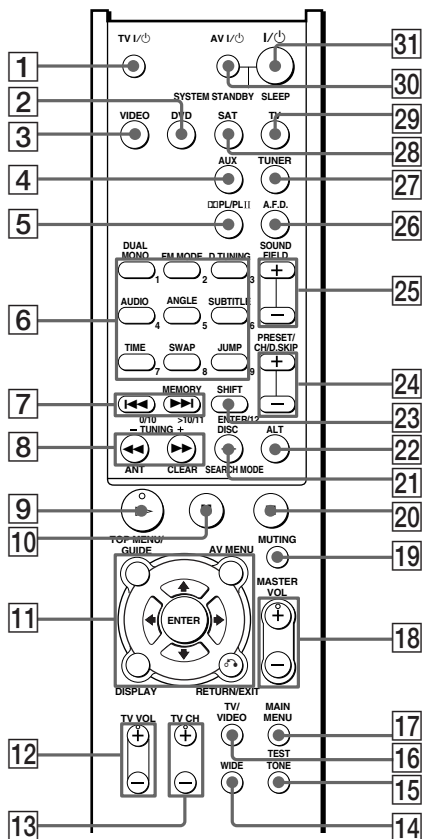 TV I/⏻ AV I/⏻ I/⏻
1 31
30
SYSTEM STANDBY SLEEP
2
VIDEO DVD SAT TV
3 29
28
AUX TUNER
4 27
▯▯PL/PLII A.F.D.
5 26
DUAL MONO FM MODE D.TUNING SOUND FIELD
1 2 3 +
25
AUDIO ANGLE SUBTITLE
6 4 5 6 −
TIME SWAP JUMP PRESET/CH/D.SKIP
7 8 9 +
24
MEMORY SHIFT −
7
0/10 >10/11 ENTER/12 23
− TUNING + DISC ALT
8 22
ANT CLEAR SEARCH MODE 21
9 10 20
TOP MENU/GUIDE AV MENU MUTING
19
MASTER VOL
11 ENTER +
18
−
DISPLAY RETURN/EXIT
TV VOL TV CH TV/VIDEO MAIN MENU
+ + 17
12 16
− − WIDE TEST TONE
15
13 14